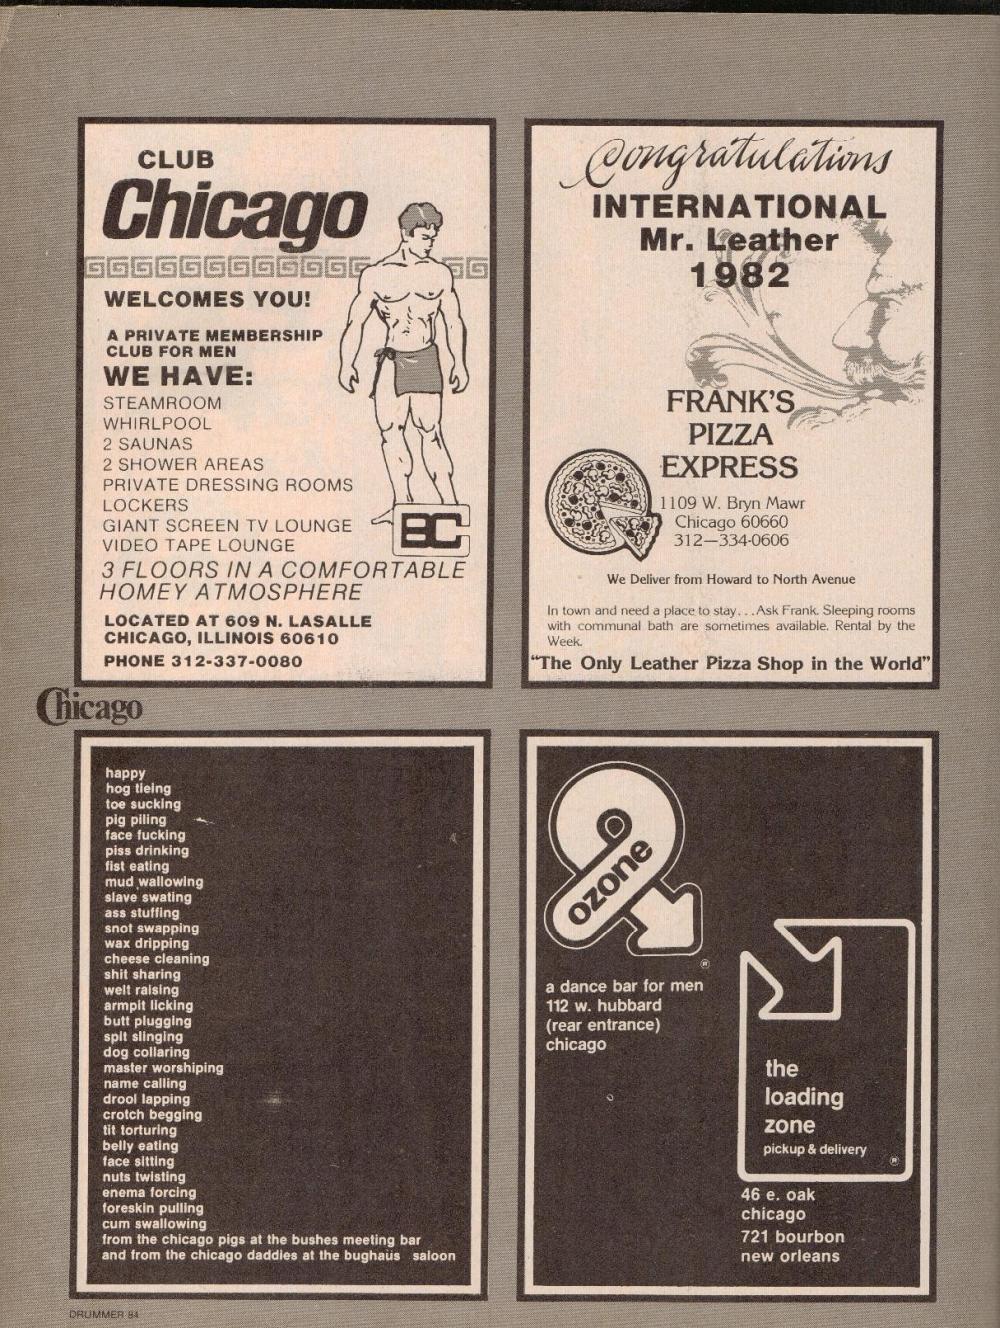 CLUB
Chicago
WELCOMES YOU!
A PRIVATE MEMBERSHIP
CLUB FOR MEN
WE HAVE:
STEAMROOM
WHIRLPOOL
2 SAUNAS
2 SHOWER AREAS
PRIVATE DRESSING ROOMS
LOCKERS
GIANT SCREEN TV LOUNGE
VIDEO TAPE LOUNGE
BC
3 FLOORS IN A COMFORTABLE
HOMEY ATMOSPHERE
LOCATED AT 609 N. LASALLE
CHICAGO, ILLINOIS 60610
PHONE 312-337-0080
Congratulations
INTERNATIONAL
Mr. Leather
1982
FRANK'S
PIZZA
EXPRESS
1109 W. Bryn Mawr
Chicago 60660
312—334-0606
We Deliver from Howard to North Avenue
In town and need a place to stay...Ask Frank. Sleeping rooms
with communal bath are sometimes available. Rental by the
Week.
"The Only Leather Pizza Shop in the World"
Chicago
happy
hog tieing
toe sucking
pig piling
face fucking
piss drinking
fist eating
mud wallowing
slave swating
ass stuffing
snot swapping
wax dripping
cheese cleaning
shit sharing
welt raising
armpit licking
butt plugging
spit slinging
dog collaring
master worshiping
name calling
drool lapping
crotch begging
tit torturing
belly eating
face sitting
nuts twisting
enema forcing
foreskin pulling
cum swallowing
from the chicago pigs at the bushes meeting bar
and from the chicago daddies at the bughaüs saloon
ozone
®
a dance bar for men
112 w. hubbard
(rear entrance)
chicago
the
loading
zone
pickup & delivery
®
46 e. oak
chicago
721 bourbon
new orleans
DRUMMER 84